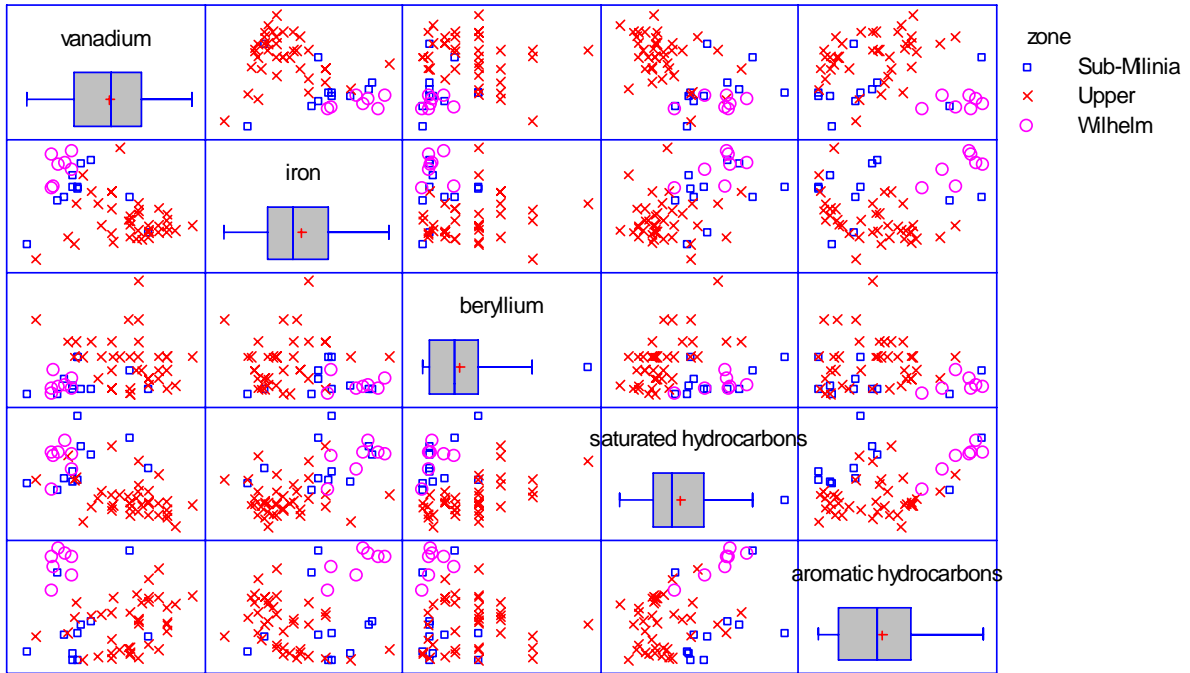 vanadium
iron
beryllium
saturated hydrocarbons
aromatic hydrocarbons
zone
Sub-Milinia
Upper
Wilhelm